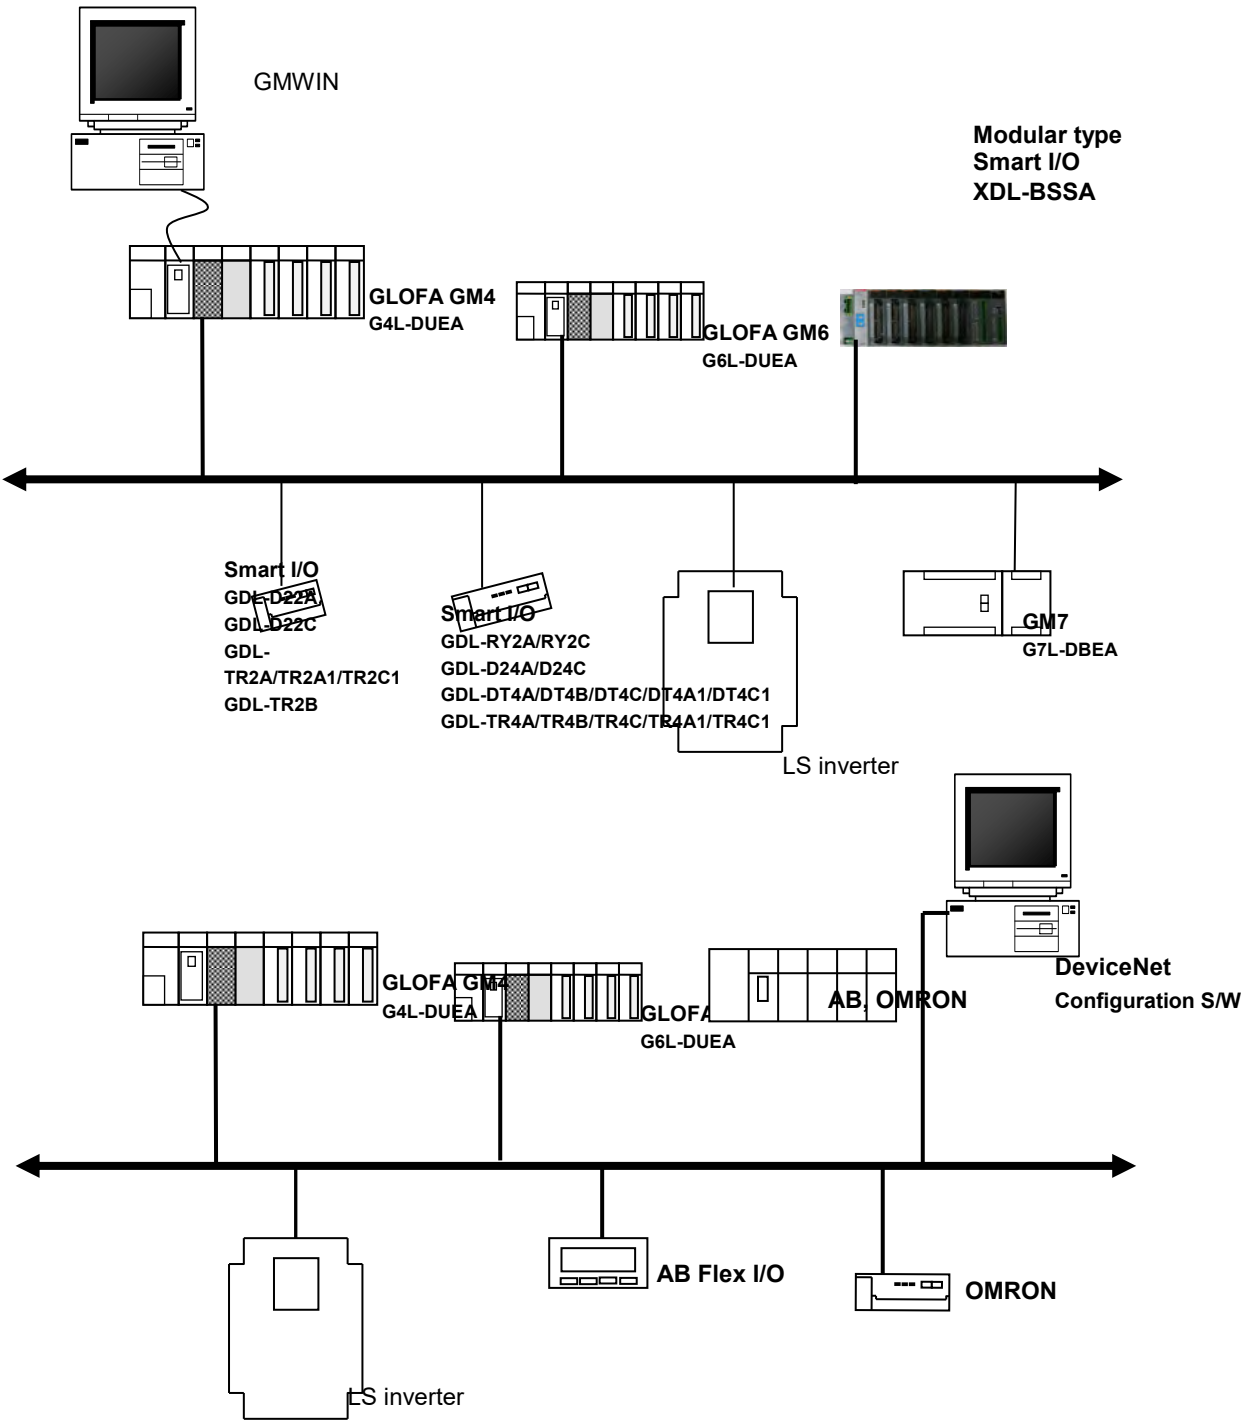 GMWIN
Modular type
Smart I/O
XDL-BSSA
GLOFA GM4
G4L-DUEA
GLOFA GM6
G6L-DUEA
Smart I/O
GDL-D22A/
GDL-D22C
GDL-
TR2A/TR2A1/TR2C1
GDL-TR2B
Smart I/O
GDL-RY2A/RY2C
GDL-D24A/D24C
GDL-DT4A/DT4B/DT4C/DT4A1/DT4C1
GDL-TR4A/TR4B/TR4C/TR4A1/TR4C1
LS inverter
GM7
G7L-DBEA
GLOFA GM4
G4L-DUEA
GLOFA
G6L-DUEA
AB, OMRON
DeviceNet
Configuration S/W
LS inverter
AB Flex I/O
OMRON